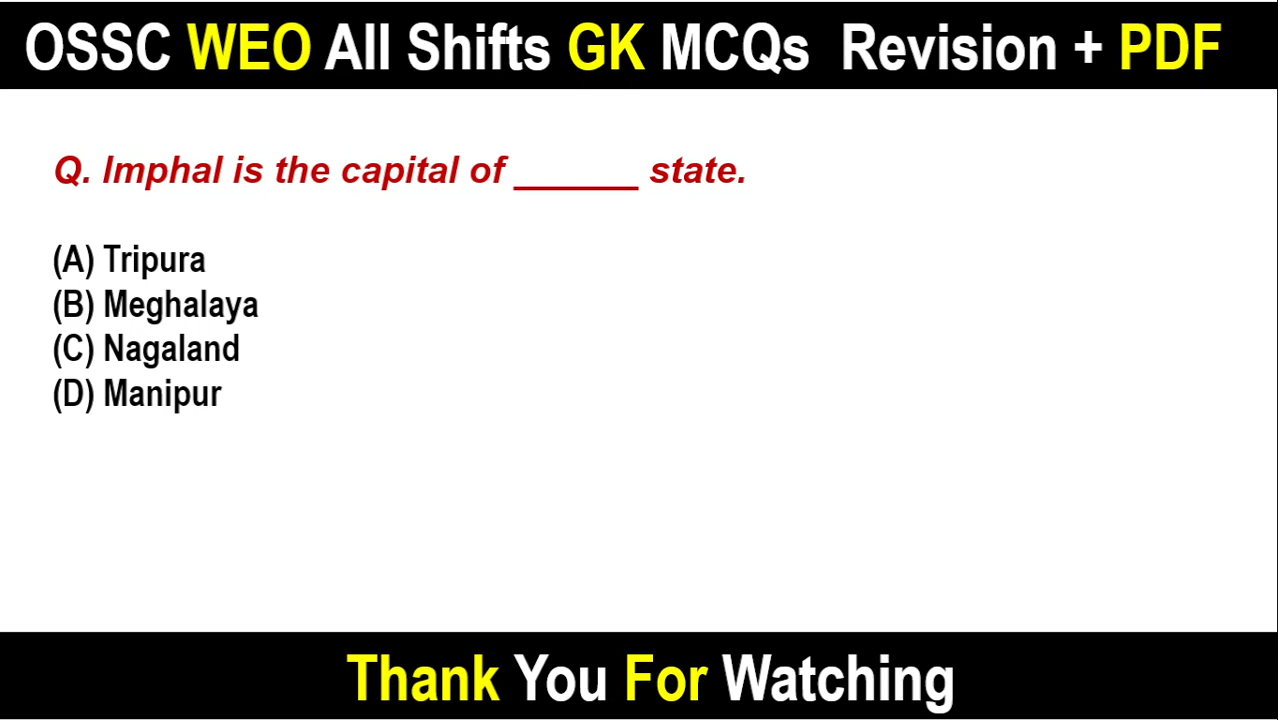 OSSC WEO All Shifts GK MCQs Revision + PDF
Q. Imphal is the capital of ______ state.
(A) Tripura
(B) Meghalaya
(C) Nagaland
(D) Manipur
Thank You For Watching